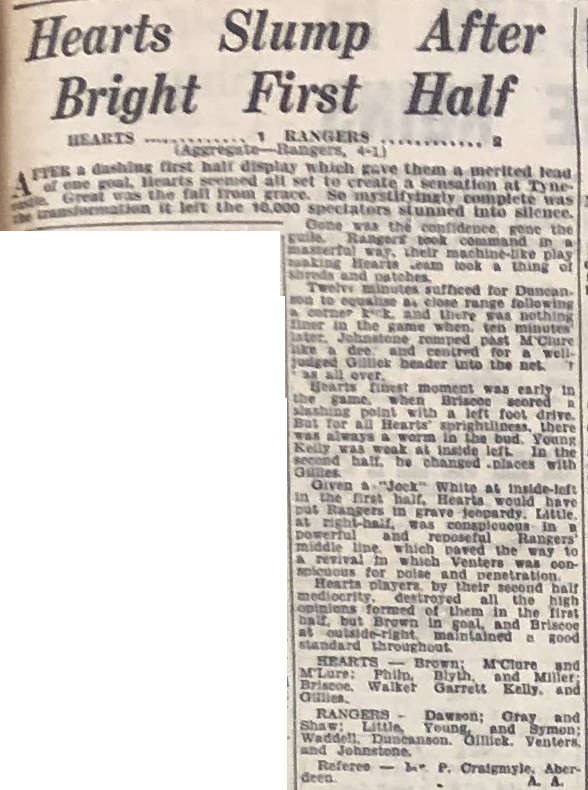 Hearts Slump After
Bright First Half
HEARTS ............ 1 RANGERS ............ 2
(Aggregate—Rangers, 4-1)
AFTER a dashing first half display which gave them a merited lead
of one goal, Hearts seemed all set to create a sensation at Tyne-
castle. Great was the fall from grace. So mystifyingly complete was
the transformation it left the 10,000 spectators stunned into silence.
Gone was the confidence, gone the
guile. Rangers took command in a
masterful way, their machine-like play
making Hearts team look a thing of
shreds and patches.
Twelve minutes sufficed for Duncan-
son to equalise at close range following
a corner kick, and there was nothing
finer in the game when, ten minutes
later, Johnstone romped past M'Clure
like a dee. and centred for a well-
judged Gillick header into the net.
as all over.
Hearts finest moment was early in
the game, when Briscoe scored a
slashing point with a left foot drive.
But for all Hearts' sprightliness, there
was always a worm in the bud. Young
Kelly was weak at inside left. In the
second half, he changed places with
Gillies.
Given a "Jock" White at inside-left
in the first half, Hearts would have
put Rangers in grave jeopardy. Little,
at right-half, was conspicuous in a
powerful and reposeful Rangers'
middle line, which paved the way to
a revival in which Venters was con-
spicuous for poise and penetration.
Hearts players, by their second half
mediocrity, destroyed all the high
opinions formed of them in the first
half, but Brown in goal, and Briscoe
at outside-right, maintained a good
standard throughout.
HEARTS — Brown; M'Clure and
M'Lure; Philp, Blyth, and Miller;
Briscoe, Walker Garrett Kelly, and
Gillies.
RANGERS - Dawson; Gray and
Shaw; Little, Young, and Symon;
Waddell, Duncanson, Gillick, Venters,
and Johnstone.
Referee — Mr. P. Craigmyle, Aber-
deen. A. A.